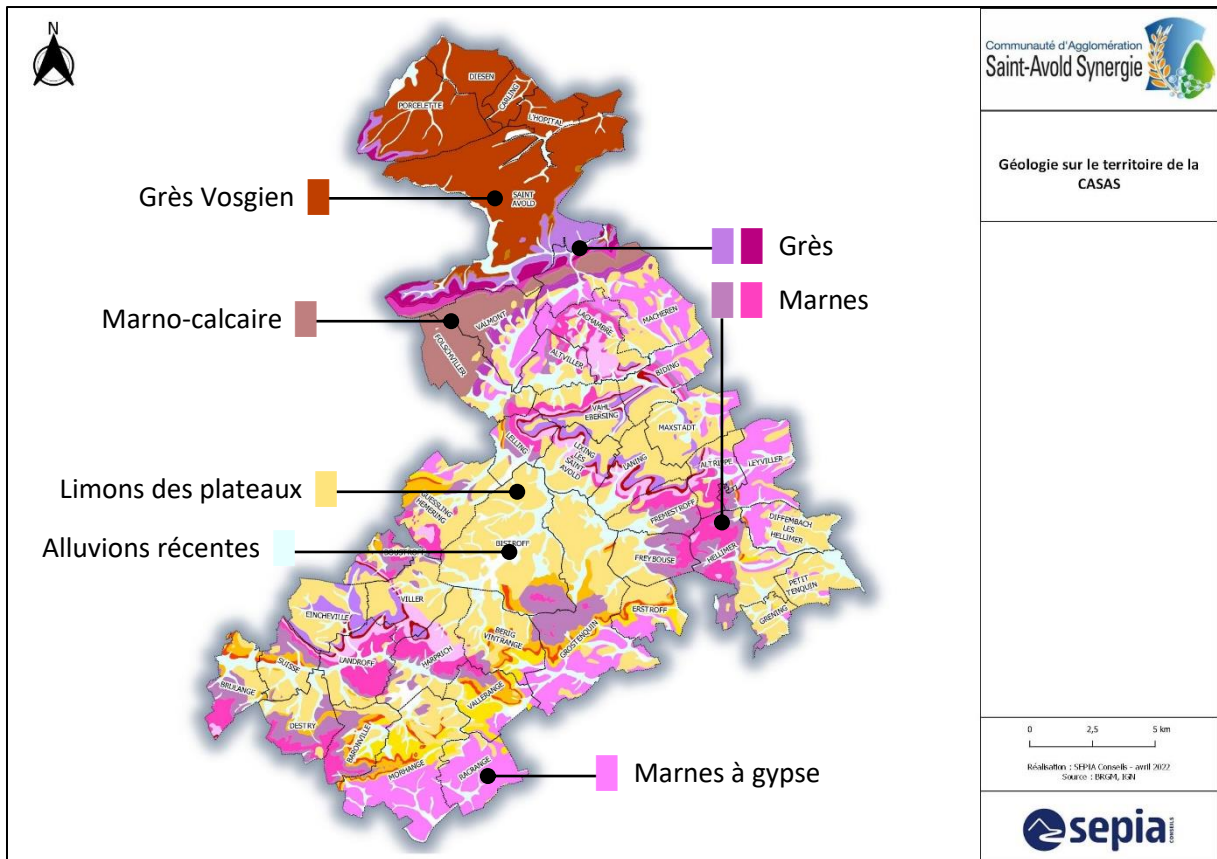 N
Communauté d'Agglomération
Saint-Avold Synergie
Géologie sur le territoire de la
CASAS
DIESEN
PORCELETTE
CARLING
L'HOPITAL
SAINT
AVOLD
Grès Vosgien
Grès
Marnes
Marno-calcaire
VALMONT
FOLSCHVILLER
LACHAMBRE
MACHEREN
ALTVILLER
BIDING
VAHL
EBERSING
MAXSTADT
LELLING
LIXING
LES
SAINT
AVOLD
LANING
ALTRIPPE
LEYVILLER
Limons des plateaux
GUESSLING
HEMERING
FREMESTROFF
DIFFEMBACH
LES
HELLIMER
Alluvions récentes
BISTROFF
FREYBOUSE
HELLIMER
PETIT
TENQUIN
GRENING
EINCHEVILLE
VILLER
ERSTROFF
BERIG
VINTRANGE
GROSTENQUIN
SUISSE
LANDROFF
HARPRICH
BRULANGE
VALLERANGE
DESTRY
BARONVILLE
MORHANGE
RACRANGE
Marnes à gypse
0 2,5 5 km
Réalisation : SEPIA Conseils - avril 2022
Source : BRGM, IGN
sepia
CONSEILS